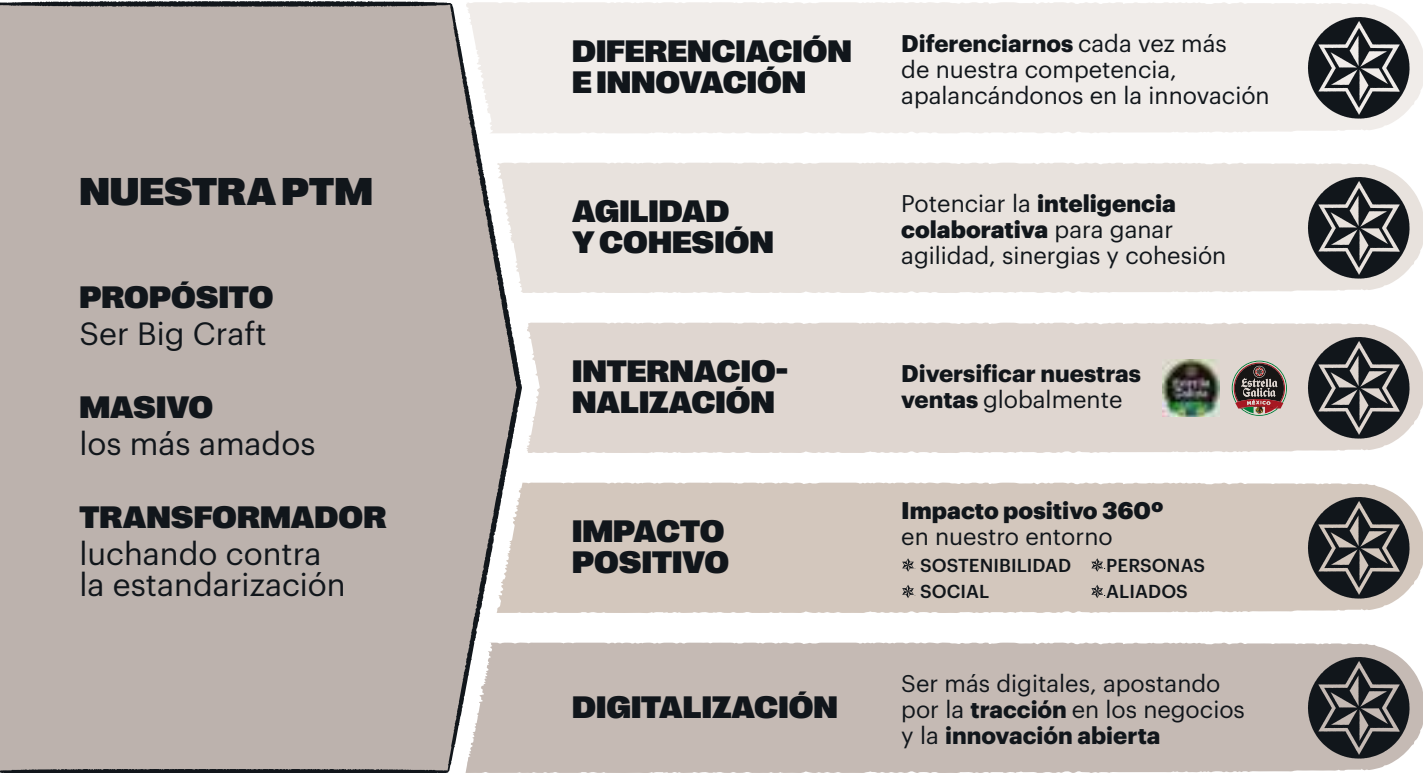 NUESTRA PTM
PROPÓSITO
Ser Big Craft
MASIVO
los más amados
TRANSFORMADOR
luchando contra
la estandarización
DIFERENCIACIÓN
E INNOVACIÓN
Diferenciarnos cada vez más
de nuestra competencia,
apalancándonos en la innovación
AGILIDAD
Y COHESIÓN
Potenciar la inteligencia
colaborativa para ganar
agilidad, sinergias y cohesión
INTERNACIO-
NALIZACIÓN
Diversificar nuestras
ventas globalmente
Estrella
Galicia
MÉXICO
IMPACTO
POSITIVO
Impacto positivo 360º
en nuestro entorno
SOSTENIBILIDAD PERSONAS
SOCIAL ALIADOS
DIGITALIZACIÓN
Ser más digitales, apostando
por la tracción en los negocios
y la innovación abierta